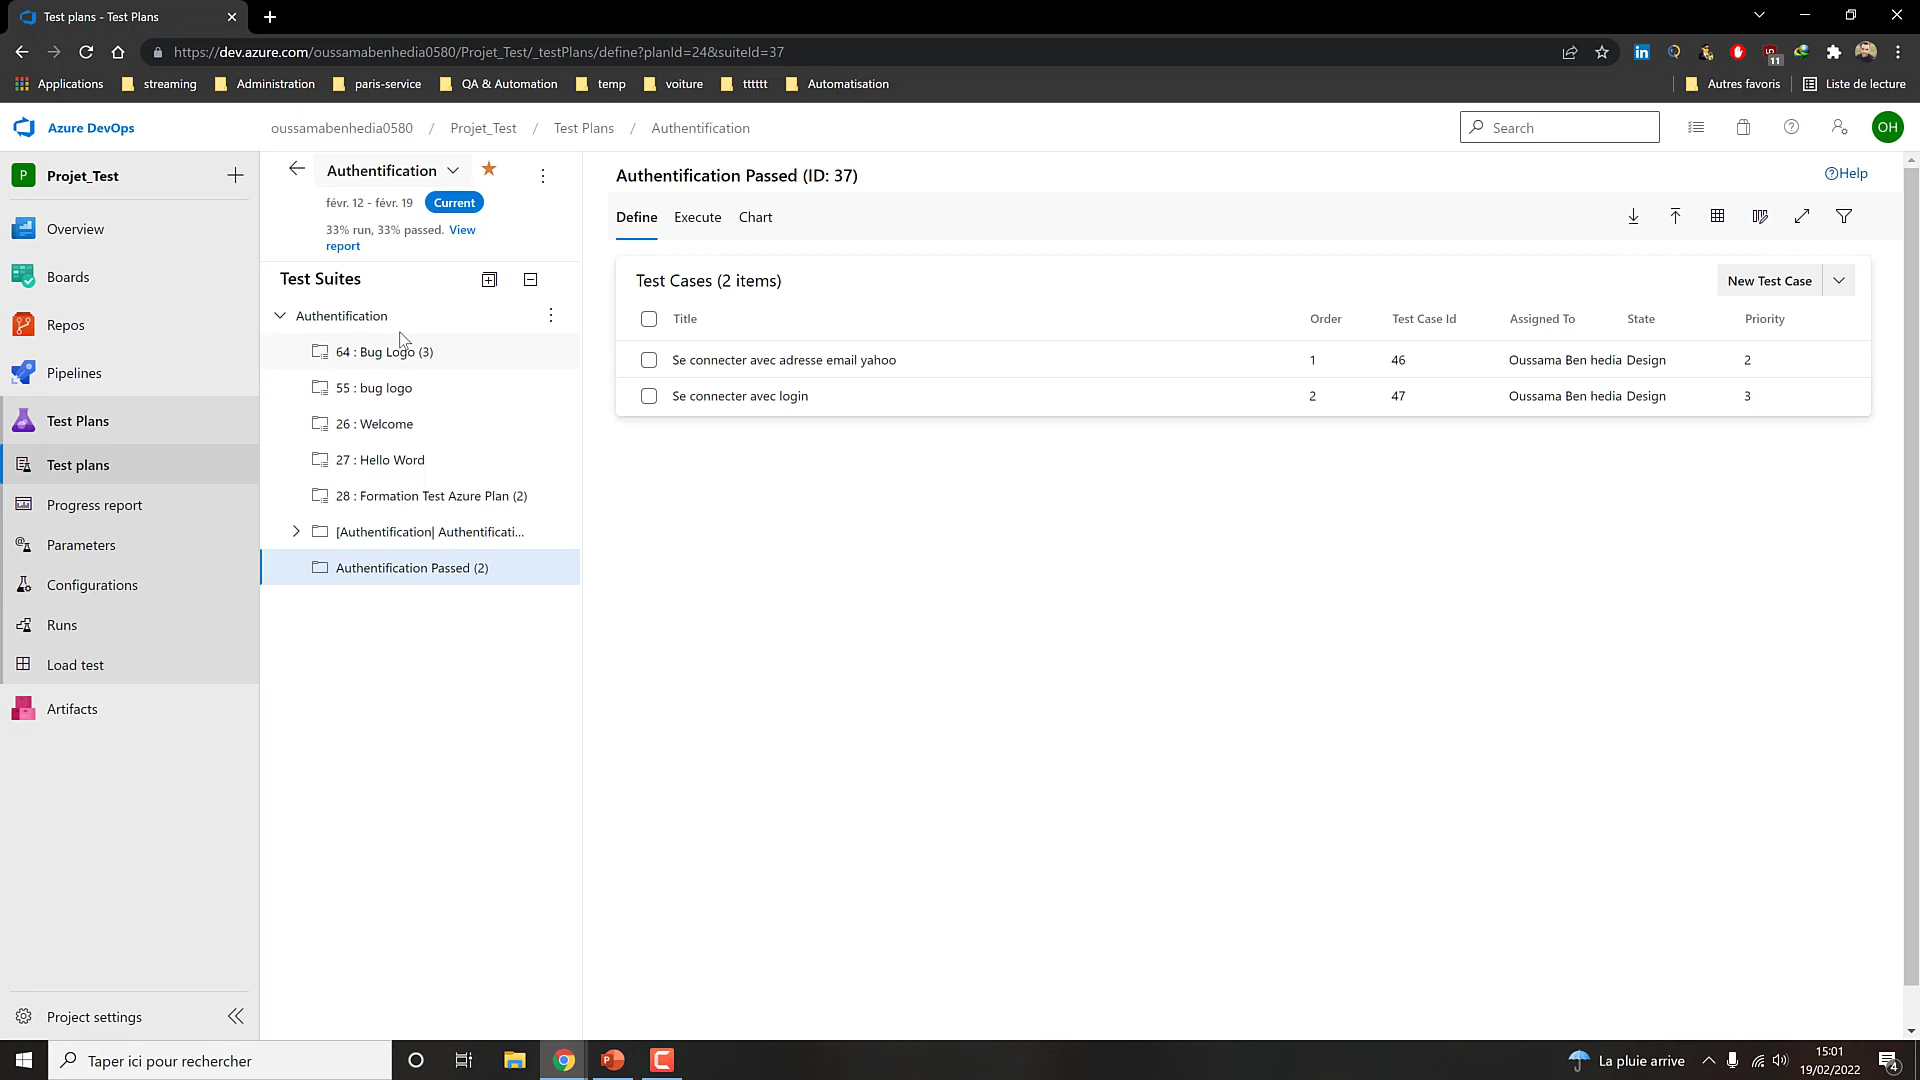 Test plans - Test Plans
https://dev.azure.com/oussamabenhedia0580/Projet_Test/_testPlans/define?planId=24&suiteId=37
11
Applications streaming Administration paris-service QA & Automation temp voiture tttttt Automatisation Autres favoris Liste de lecture
Azure DevOps oussamabenhedia0580 / Projet_Test / Test Plans / Authentification Search OH
P Projet_Test
Overview
Boards
Repos
Pipelines
Test Plans
Test plans
Progress report
Parameters
Configurations
Runs
Load test
Artifacts
Project settings
Authentification
févr. 12 - févr. 19 Current
33% run, 33% passed. View
report
Test Suites
Authentification
64 : Bug Logo (3)
55 : bug logo
26 : Welcome
27 : Hello Word
28 : Formation Test Azure Plan (2)
[Authentification| Authentificati...
Authentification Passed (2)
Authentification Passed (ID: 37) Help
Define Execute Chart
Test Cases (2 items) New Test Case
Title Order Test Case Id Assigned To State Priority
Se connecter avec adresse email yahoo 1 46 Oussama Ben hedia Design 2
Se connecter avec login 2 47 Oussama Ben hedia Design 3
Taper ici pour rechercher La pluie arrive 15:01
19/02/2022 4